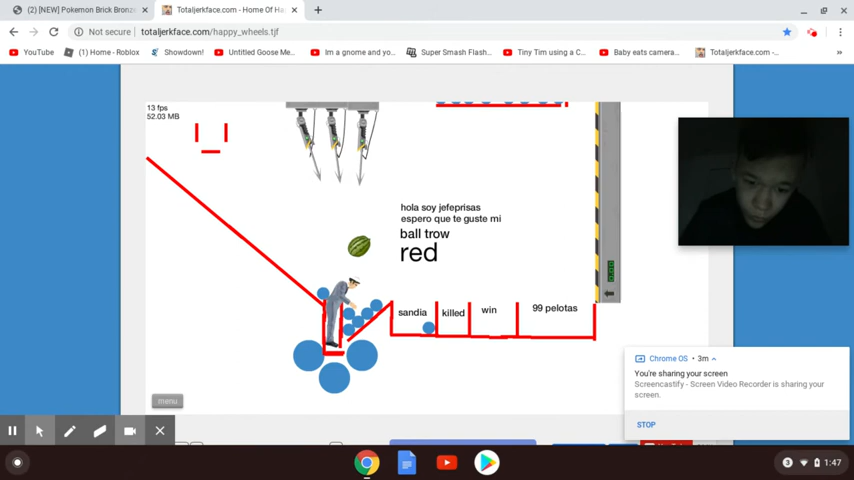 (2) [NEW] Pokemon Brick Bronze
Totaljerkface.com - Home Of Ha
Not secure
totaljerkface.com/happy_wheels.tjf
YouTube
(1) Home - Roblox
Showdown!
Untitled Goose Me...
Im a gnome and yo...
Super Smash Flash...
Tiny Tim using a C...
Baby eats camera...
Totaljerkface.com -...
13 fps
52.03 MB
hola soy jefeprisas
espero que te guste mi
ball trow
red
sandia
killed
win
99 pelotas
menu
Chrome OS • 3m
You're sharing your screen
Screencastify - Screen Video Recorder is sharing your
screen.
STOP
3
1:47